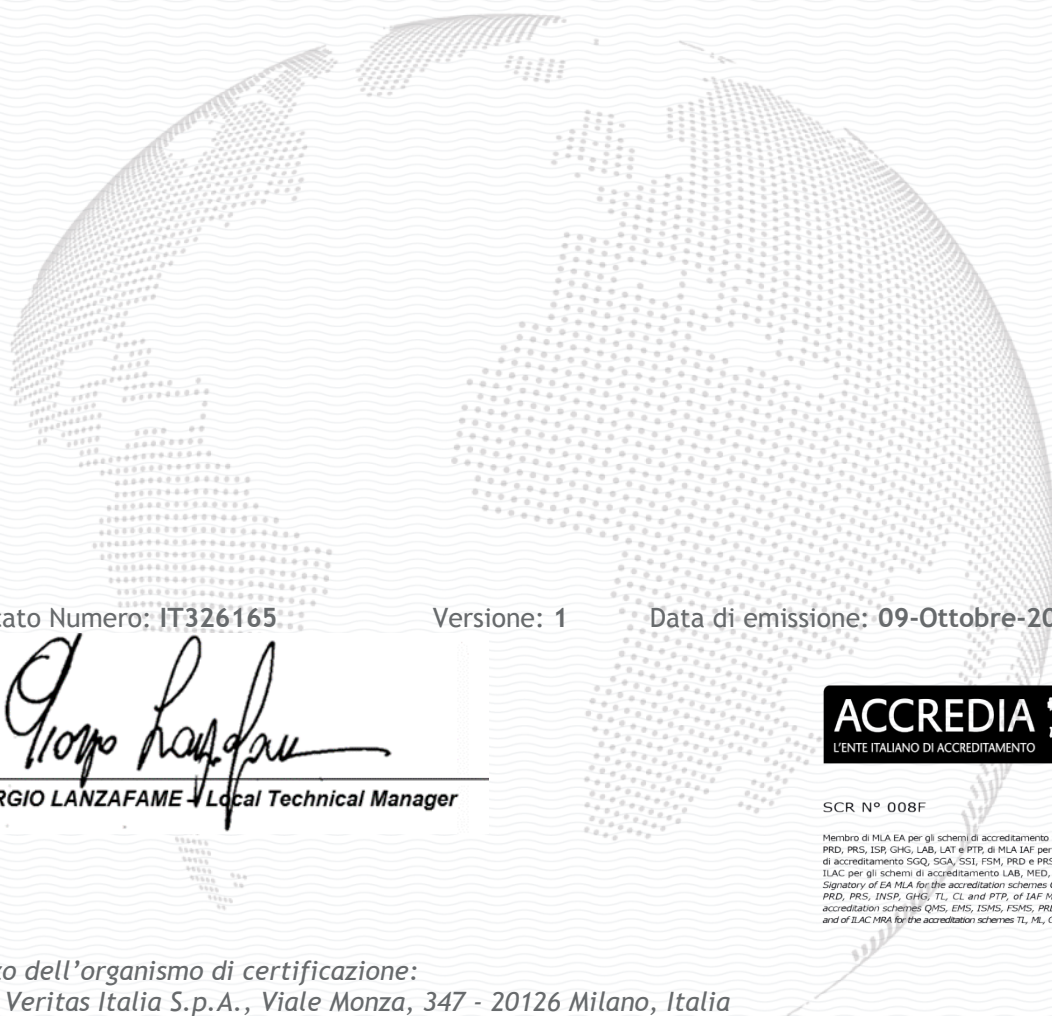 cato Numero: IT326165 Versione: 1 Data di emissione: 09-Ottobre-20
RGIO LANZAFAME - Local Technical Manager
ACCREDIA
L'ENTE ITALIANO DI ACCREDITAMENTO
SCR N° 008F
Membro di MLA EA per gli schemi di accreditamento
PRD, PRS, ISP, GHG, LAB, LAT e PTP, di MLA IAF per
di accreditamento SGQ, SGA, SSI, FSM, PRD e PRS
ILAC per gli schemi di accreditamento LAB, MED,
Signatory of EA MLA for the accreditation schemes
PRD, PRS, INSP, GHG, TL, CL and PTP, of IAF M
accreditation schemes QMS, EMS, ISMS, FSMS, PRD
and of ILAC MRA for the accreditation schemes TL, ML, C
zo dell'organismo di certificazione:
Veritas Italia S.p.A., Viale Monza, 347 - 20126 Milano, Italia